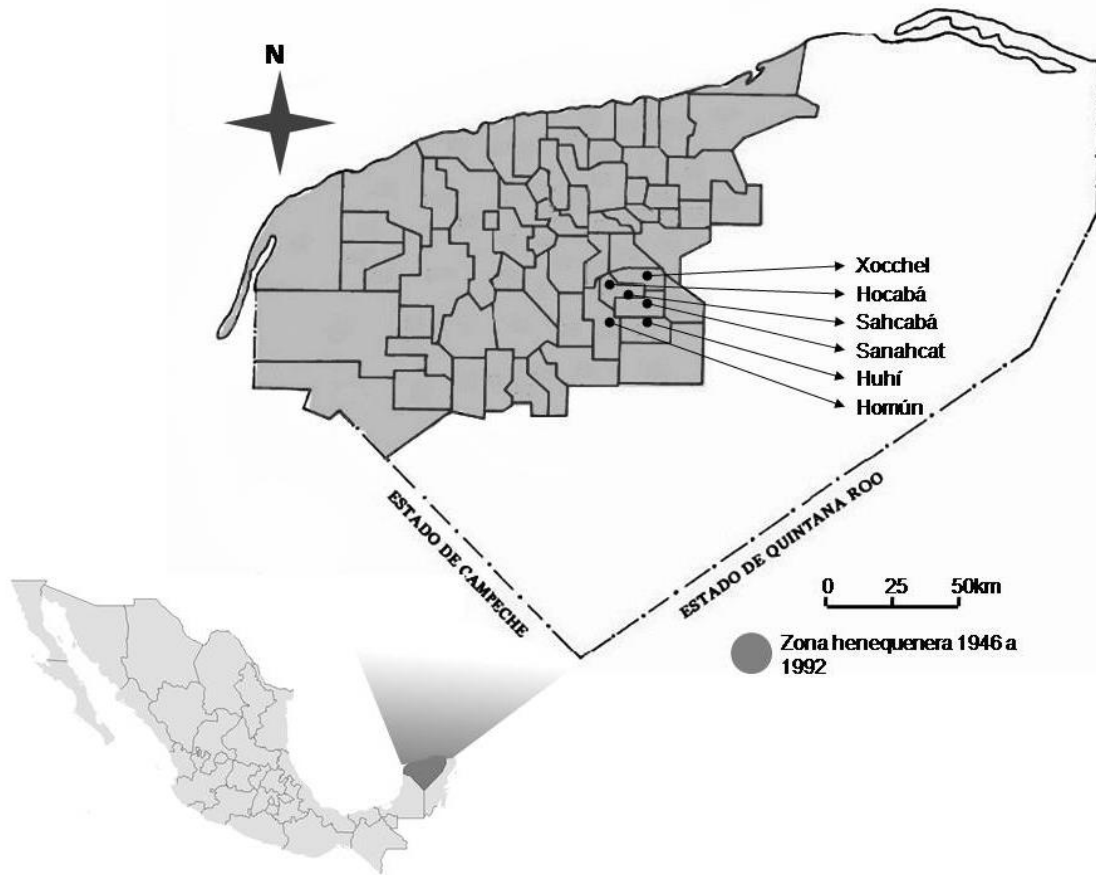 N
Xocchel
Hocabá
Sahcabá
Sanahcat
Huhí
Homún
ESTADO DE CAMPECHE
ESTADO DE QUINTANA ROO
0 25 50km
Zona henequenera 1946 a
1992